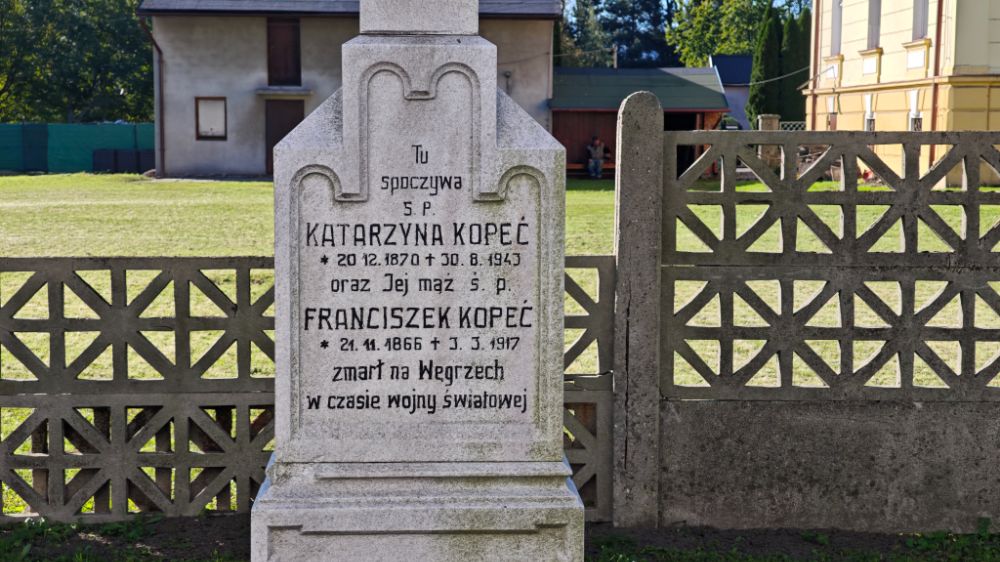 Tu
spoczywa
Ś. P.
KATARZYNA KOPEĆ
* 20 12. 1870 + 30. 8. 1943
oraz Jej mąż ś. p.
FRANCISZEK KOPEĆ
* 21. 11. 1866 + 3. 3. 1917
zmarł na Węgrzech
w czasie wojny światowej